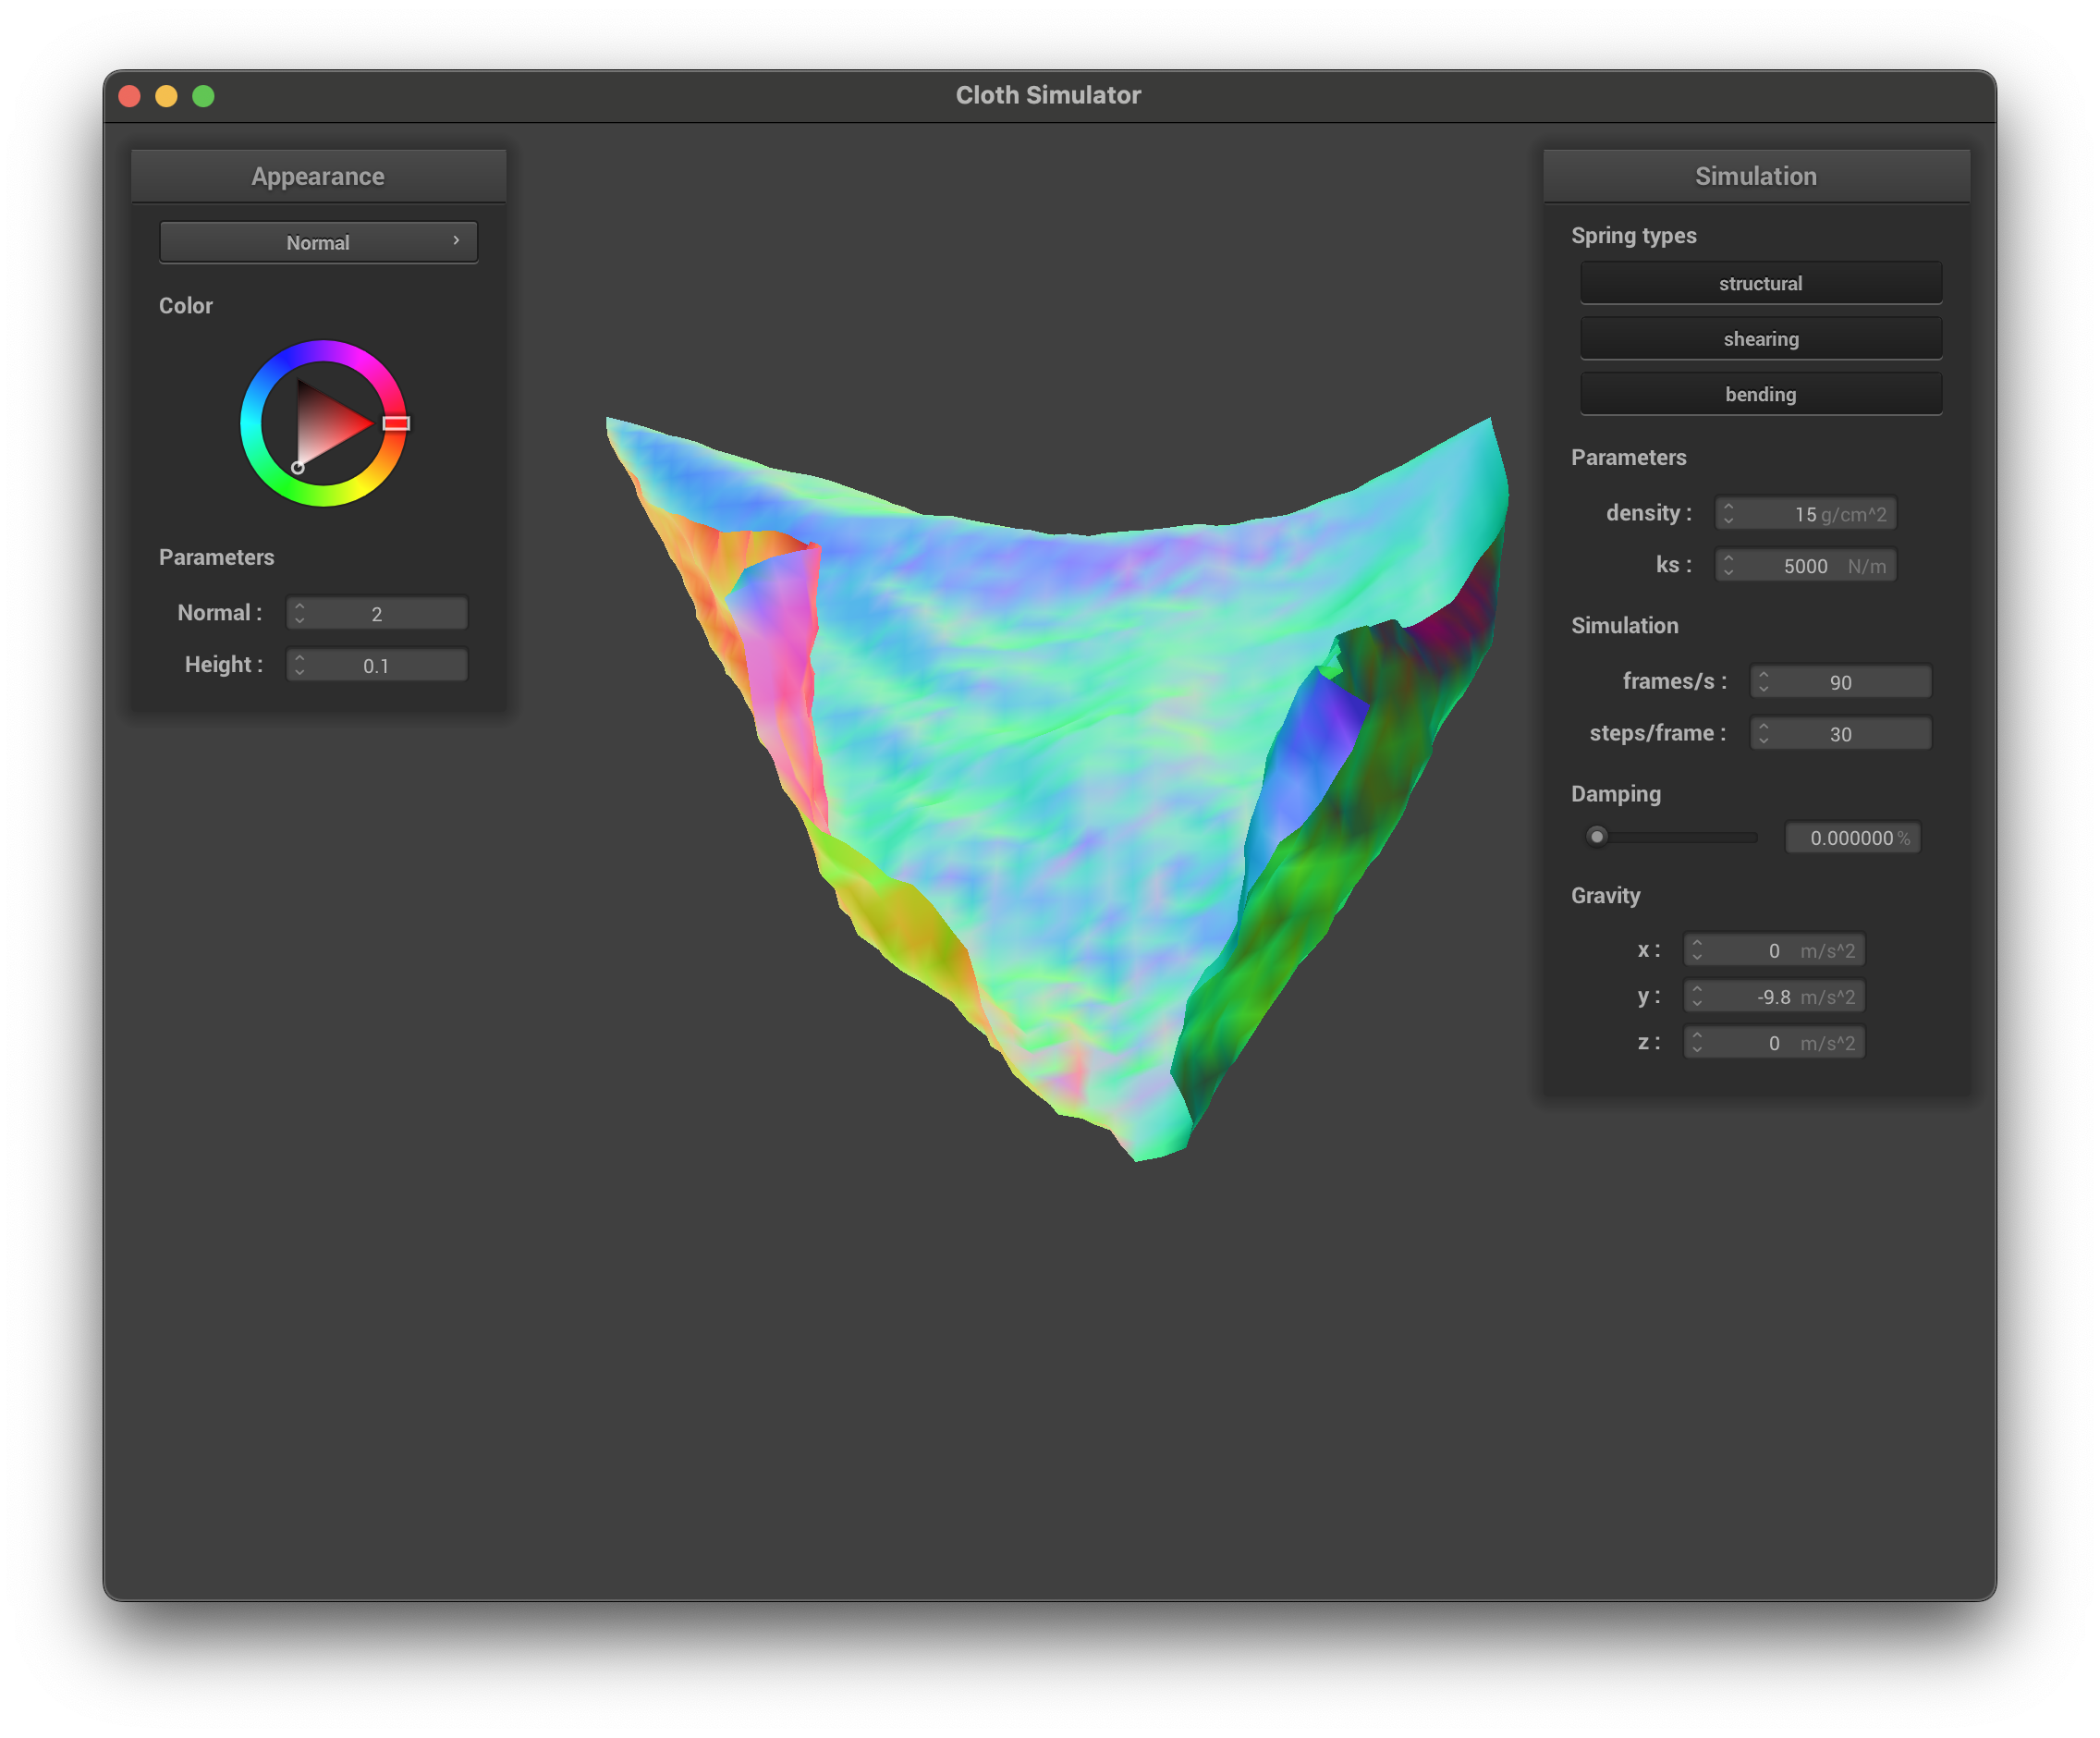 Cloth Simulator
Appearance
Normal
Color
Parameters
Normal : 2
Height : 0.1
Simulation
Spring types
structural
shearing
bending
Parameters
density : 15 g/cm^2
ks : 5000 N/m
Simulation
frames/s : 90
steps/frame : 30
Damping
0.000000 %
Gravity
x : 0 m/s^2
y : -9.8 m/s^2
z : 0 m/s^2